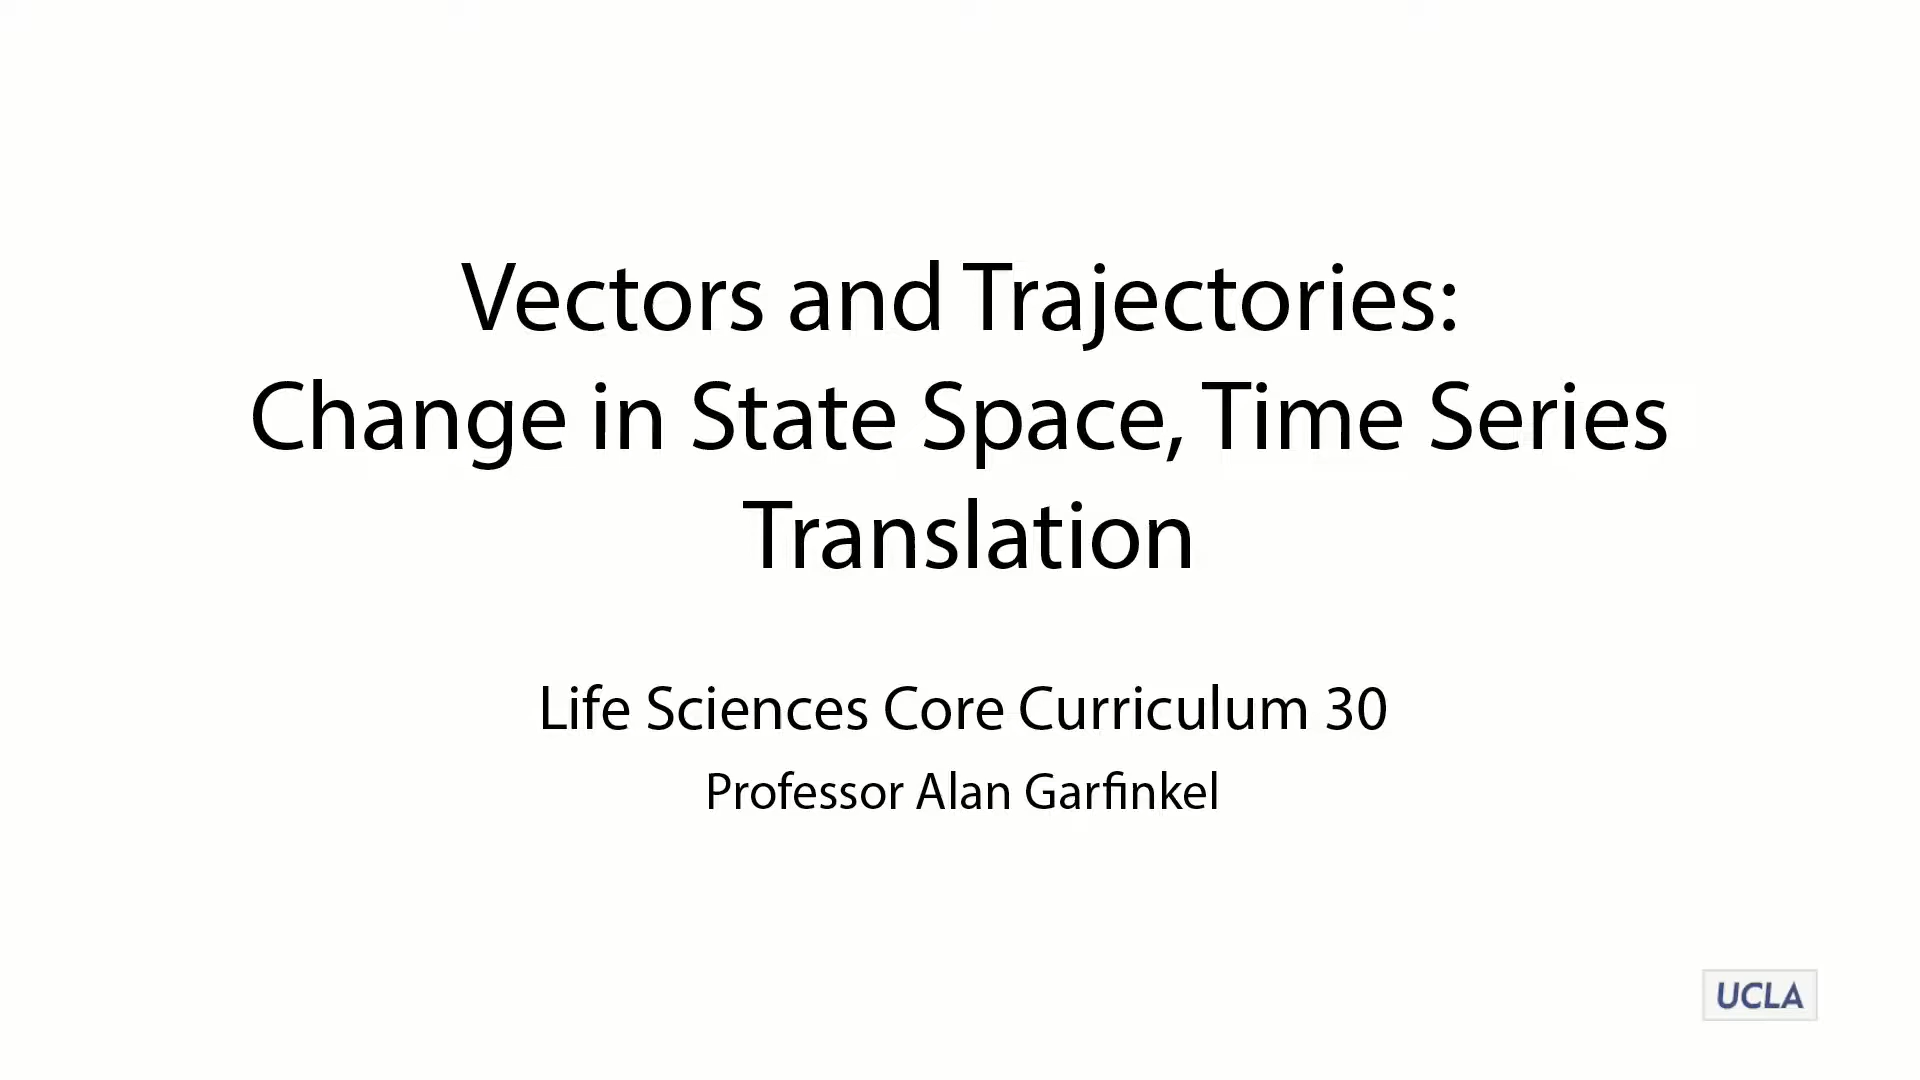 Vectors and Trajectories:
Change in State Space, Time Series
Translation
Life Sciences Core Curriculum 30
Professor Alan Garfinkel
UCLA